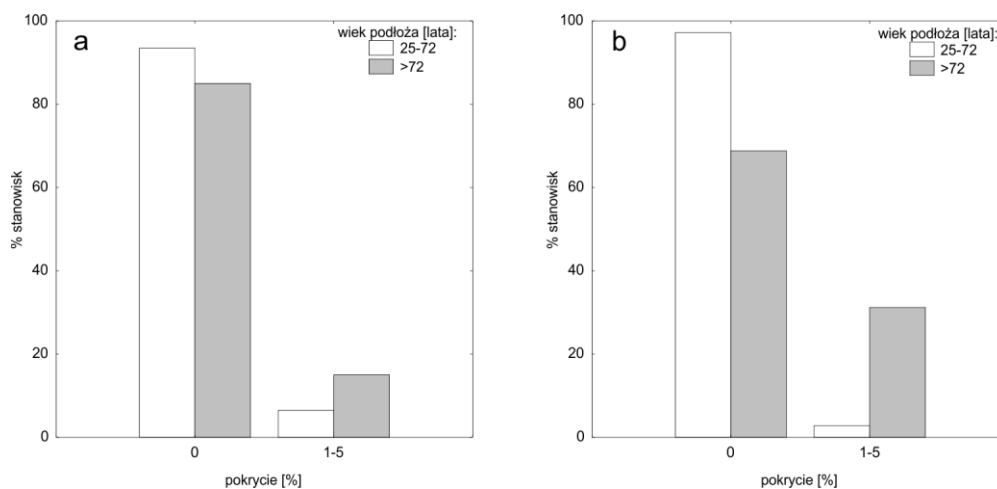 a
wiek podłoża [lata]:
25-72
>72
100
80
60
40
20
0
% stanowisk
0
1-5
pokrycie [%]
b
wiek podłoża [lata]:
25-72
>72
100
80
60
40
20
0
% stanowisk
0
1-5
pokrycie [%]